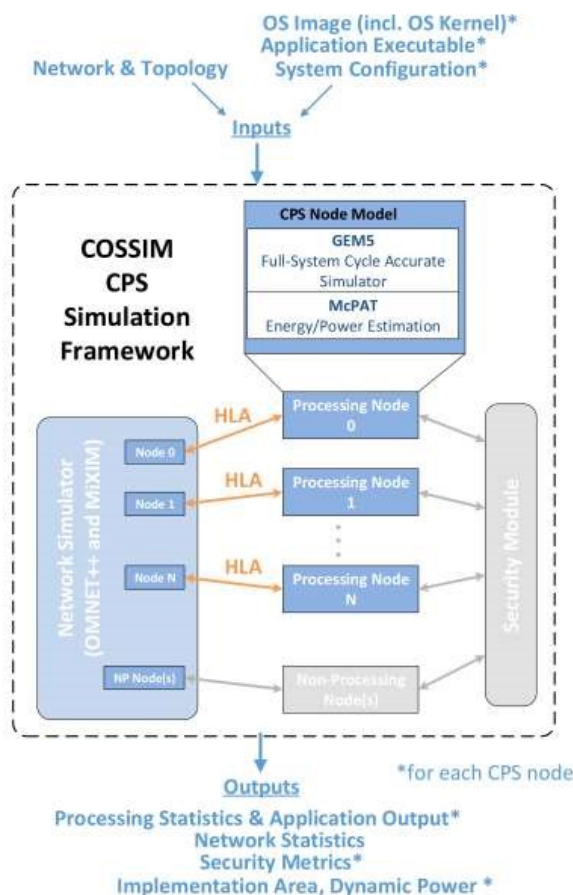 OS Image (incl. OS Kernel)*
Application Executable*
Network & Topology
System Configuration*
Inputs
CPS Node Model
GEM5
Full-System Cycle Accurate
Simulator
McPAT
Energy/Power Estimation
COSSIM
CPS
Simulation
Framework
Network Simulator
(OMNET++ and MiXiM)
Node 0
HLA
Processing Node
0
Node 1
HLA
Processing Node
1
Node N
HLA
Processing Node
N
NP Node(s)
Non-Processing
Node(s)
Security Module
*for each CPS node
Outputs
Processing Statistics & Application Output*
Network Statistics
Security Metrics*
Implementation Area, Dynamic Power *